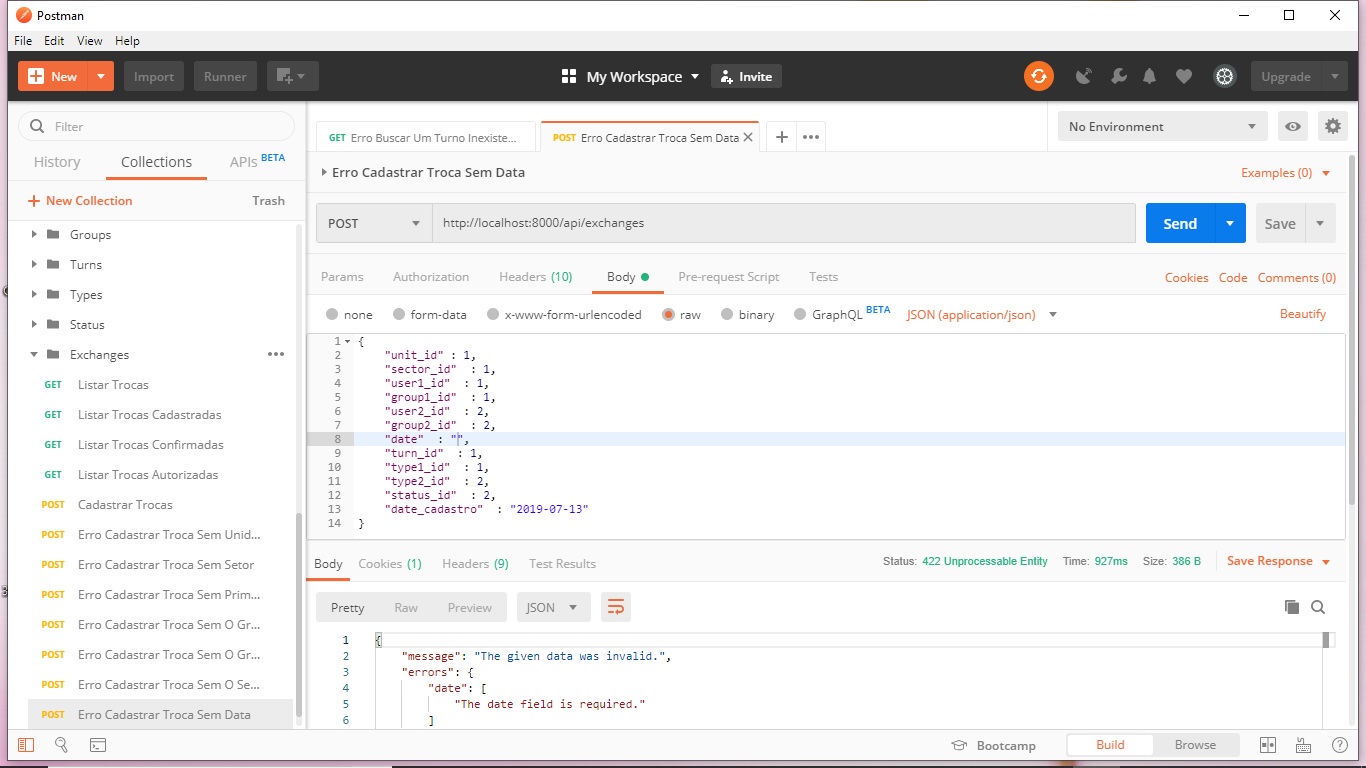 Postman
File Edit View Help
New Import Runner My Workspace Invite Upgrade
Filter
History Collections APIs BETA
New Collection Trash
Groups
Turns
Types
Status
Exchanges
GET Listar Trocas
GET Listar Trocas Cadastradas
GET Listar Trocas Confirmadas
GET Listar Trocas Autorizadas
POST Cadastrar Trocas
POST Erro Cadastrar Troca Sem Unid...
POST Erro Cadastrar Troca Sem Setor
POST Erro Cadastrar Troca Sem Prim...
POST Erro Cadastrar Troca Sem O Gr...
POST Erro Cadastrar Troca Sem O Gr...
POST Erro Cadastrar Troca Sem O Se...
POST Erro Cadastrar Troca Sem Data
GET Erro Buscar Um Turno Inexiste... POST Erro Cadastrar Troca Sem Data
No Environment
Erro Cadastrar Troca Sem Data Examples (0)
POST http://localhost:8000/api/exchanges Send Save
Params Authorization Headers (10) Body Pre-request Script Tests Cookies Code Comments (0)
none form-data x-www-form-urlencoded raw binary GraphQL BETA JSON (application/json) Beautify
1 {
2 "unit_id" : 1,
3 "sector_id" : 1,
4 "user1_id" : 1,
5 "group1_id" : 1,
6 "user2_id" : 2,
7 "group2_id" : 2,
8 "date" : "",
9 "turn_id" : 1,
10 "type1_id" : 1,
11 "type2_id" : 2,
12 "status_id" : 2,
13 "date_cadastro" : "2019-07-13"
14 }
Body Cookies (1) Headers (9) Test Results Status: 422 Unprocessable Entity Time: 927ms Size: 386 B Save Response
Pretty Raw Preview JSON
1 {
2 "message": "The given data was invalid.",
3 "errors": {
4 "date": [
5 "The date field is required."
6 ]
Bootcamp Build Browse